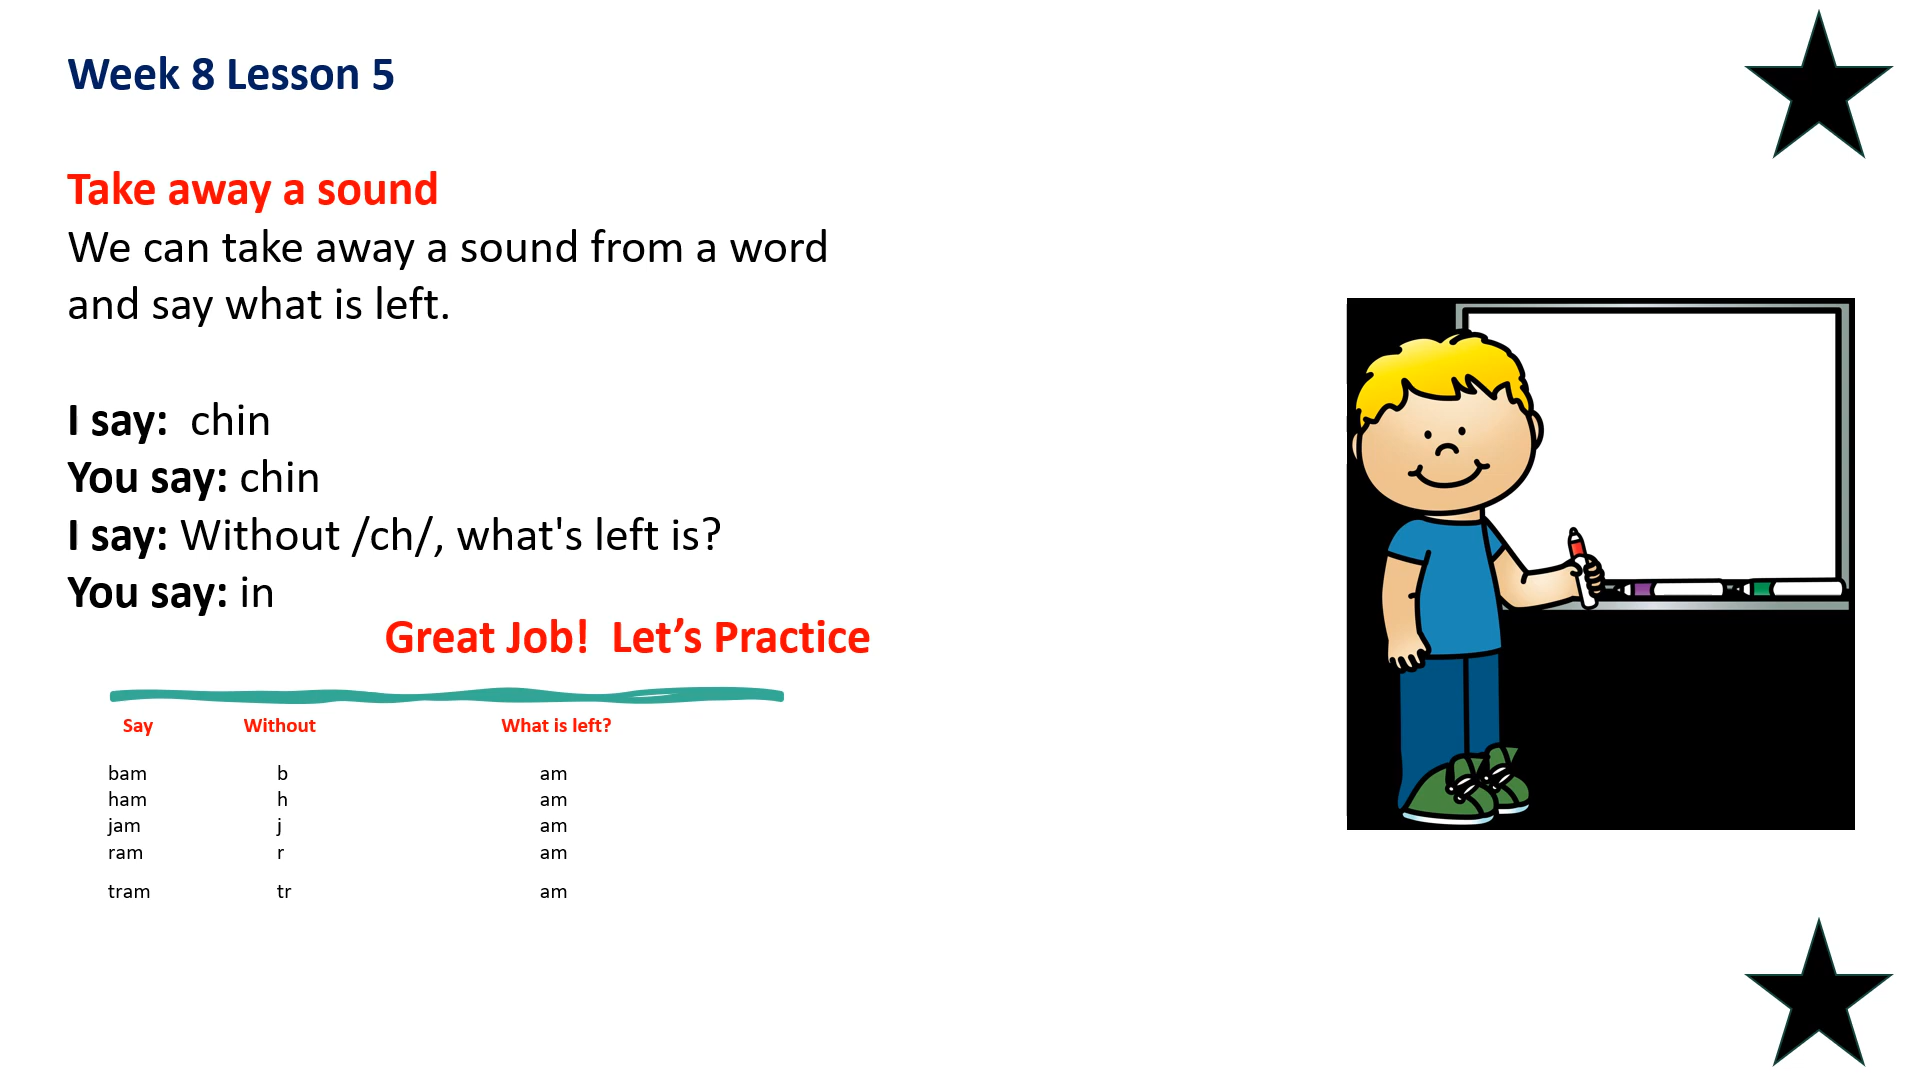 Week 8 Lesson 5
Take away a sound
We can take away a sound from a word
and say what is left.
I say:  chin
You say: chin
I say: Without /ch/, what's left is?
You say: in
Great Job!  Let’s Practice
Say Without What is left?
bam b am
ham h am
jam j am
ram r am
tram tr am